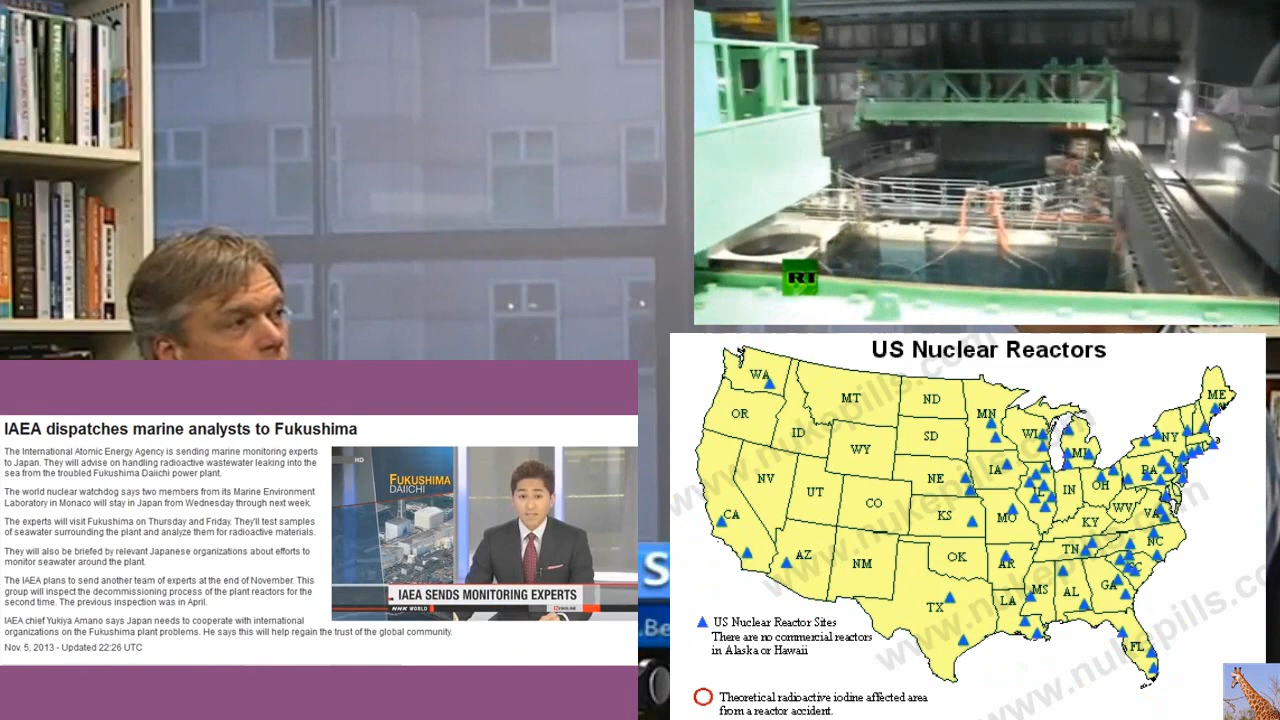 RT
IAEA dispatches marine analysts to Fukushima
The International Atomic Energy Agency is sending marine monitoring experts
to Japan. They will advise on handling radioactive wastewater leaking into the
sea from the troubled Fukushima Daiichi power plant.
The world nuclear watchdog says two members from its Marine Environment
Laboratory in Monaco will stay in Japan from Wednesday through next week.
The experts will visit Fukushima on Thursday and Friday. They'll test samples
of seawater surrounding the plant and analyze them for radioactive materials.
They will also be briefed by relevant Japanese organizations about efforts to
monitor seawater around the plant.
The IAEA plans to send another team of experts at the end of November. This
group will inspect the decommissioning process of the plant reactors for the
second time. The previous inspection was in April.
IAEA chief Yukiya Amano says Japan needs to cooperate with international
organizations on the Fukushima plant problems. He says this will help regain the trust of the global community.
Nov. 5, 2013 - Updated 22:26 UTC
HD
FUKUSHIMA
DAIICHI
IAEA SENDS MONITORING EXPERTS
NHK WORLD
NEWSLINE
S
.Be
US Nuclear Reactors
WA
MT
ND
MN
ME
OR
ID
SD
WI
MI
NY
WY
IA
PA
NV
UT
NE
IL
IN
OH
CA
CO
KS
MO
KY
WV
VA
AZ
NM
OK
AR
TN
NC
SC
TX
LA
MS
AL
GA
FL
US Nuclear Reactor Sites
There are no commercial reactors
in Alaska or Hawaii
Theoretical radioactive iodine affected area
from a reactor accident.
www.nukepills.com
www.nukepills.com
www.nukepills.com
www.nukepills.co